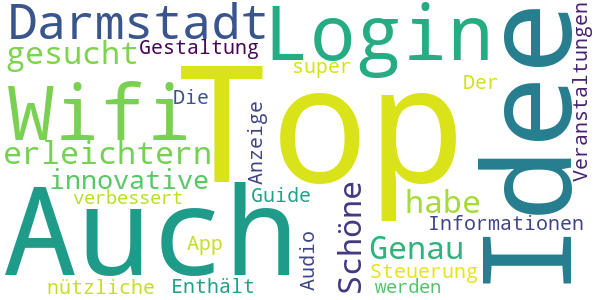 Darmstadt
Login
Idee
Veranstaltungen
gesucht
Gestaltung
super
Top
Der
Wifi
Die
Anzeige
erleichtern
innovative
Auch
verbessert
Guide
Schöne
habe
Informationen
App
Audio
Genau
Steuerung
nützliche
Enthält
werden